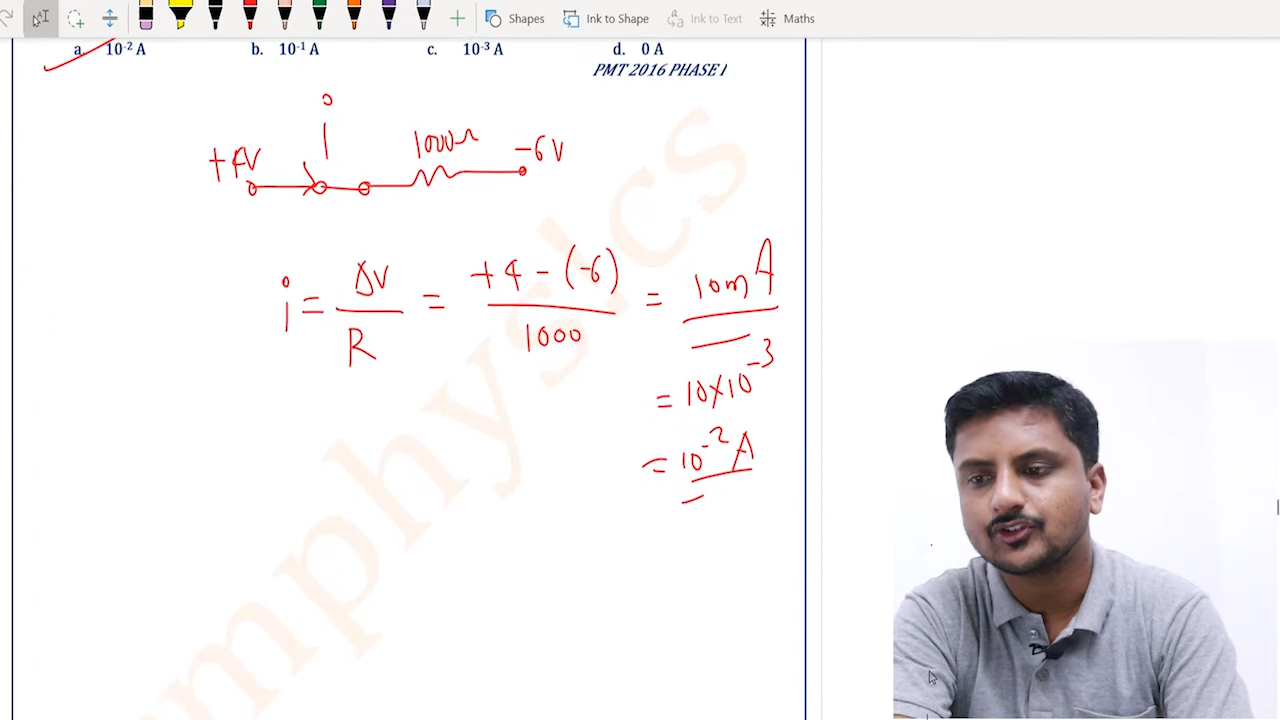 Shapes Ink to Shape Ink to Text Maths
a. 10⁻² A b. 10⁻¹ A c. 10⁻³ A d. 0 A
PMT 2016 PHASE I
i
+4V 1000Ω -6V
i = ΔV/R = +4 - (-6)/1000 = 10mA
= 10×10⁻³
= 10⁻² A